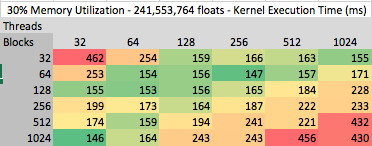 30% Memory Utilization - 241,553,764 floats - Kernel Execution Time (ms)
Threads
Blocks 32 64 128 256 512 1024
32 462 254 159 166 163 155
64 253 154 156 147 157 171
128 155 153 156 165 184 228
256 199 173 164 187 222 233
512 174 159 194 241 221 432
1024 146 164 243 243 456 430